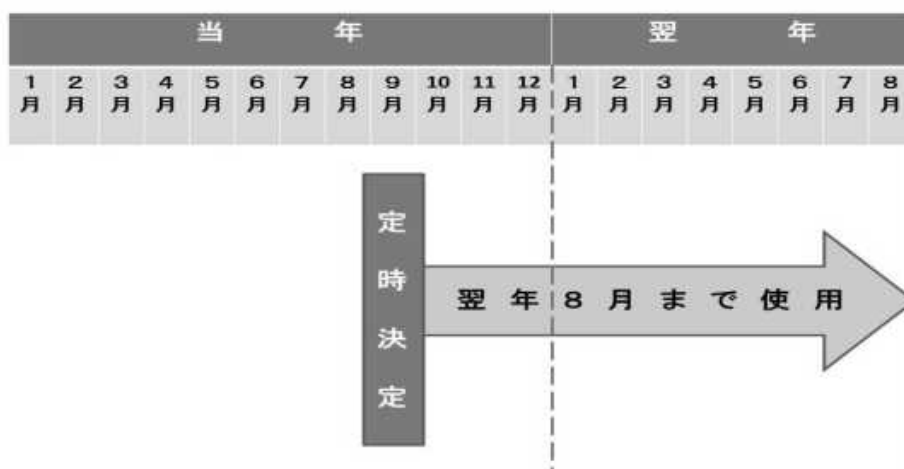 当年 翌年
1月 2月 3月 4月 5月 6月 7月 8月 9月 10月 11月 12月 1月 2月 3月 4月 5月 6月 7月 8月
定時決定
翌年8月まで使用